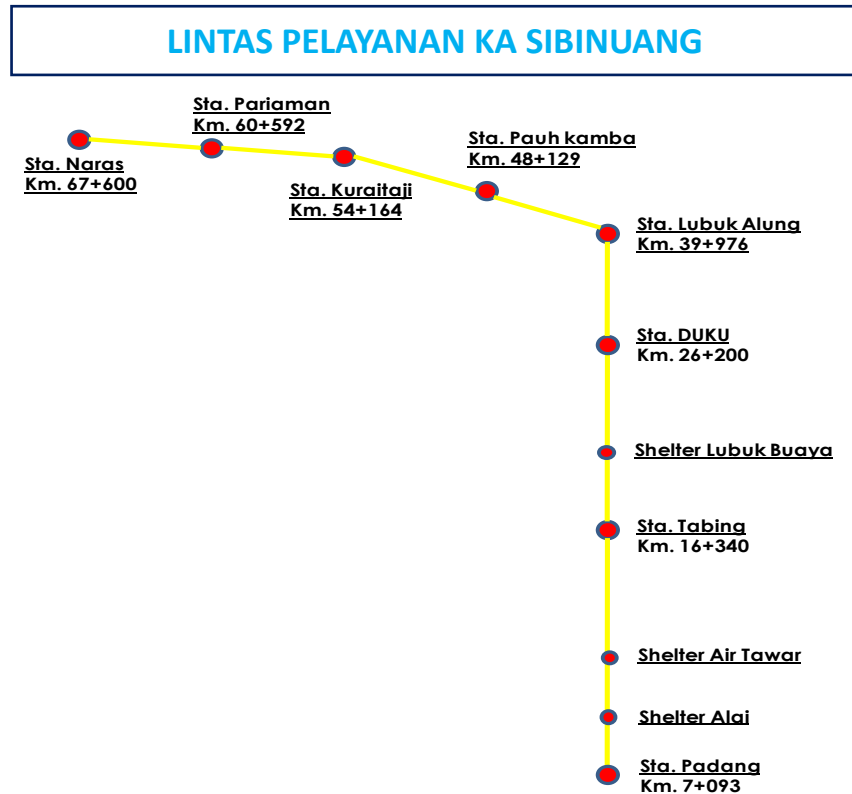 LINTAS PELAYANAN KA SIBINUANG
Sta. Pariaman
Km. 60+592
Sta. Naras
Km. 67+600
Sta. Kuraitaji
Km. 54+164
Sta. Pauh kamba
Km. 48+129
Sta. Lubuk Alung
Km. 39+976
Sta. DUKU
Km. 26+200
Shelter Lubuk Buaya
Sta. Tabing
Km. 16+340
Shelter Air Tawar
Shelter Alai
Sta. Padang
Km. 7+093